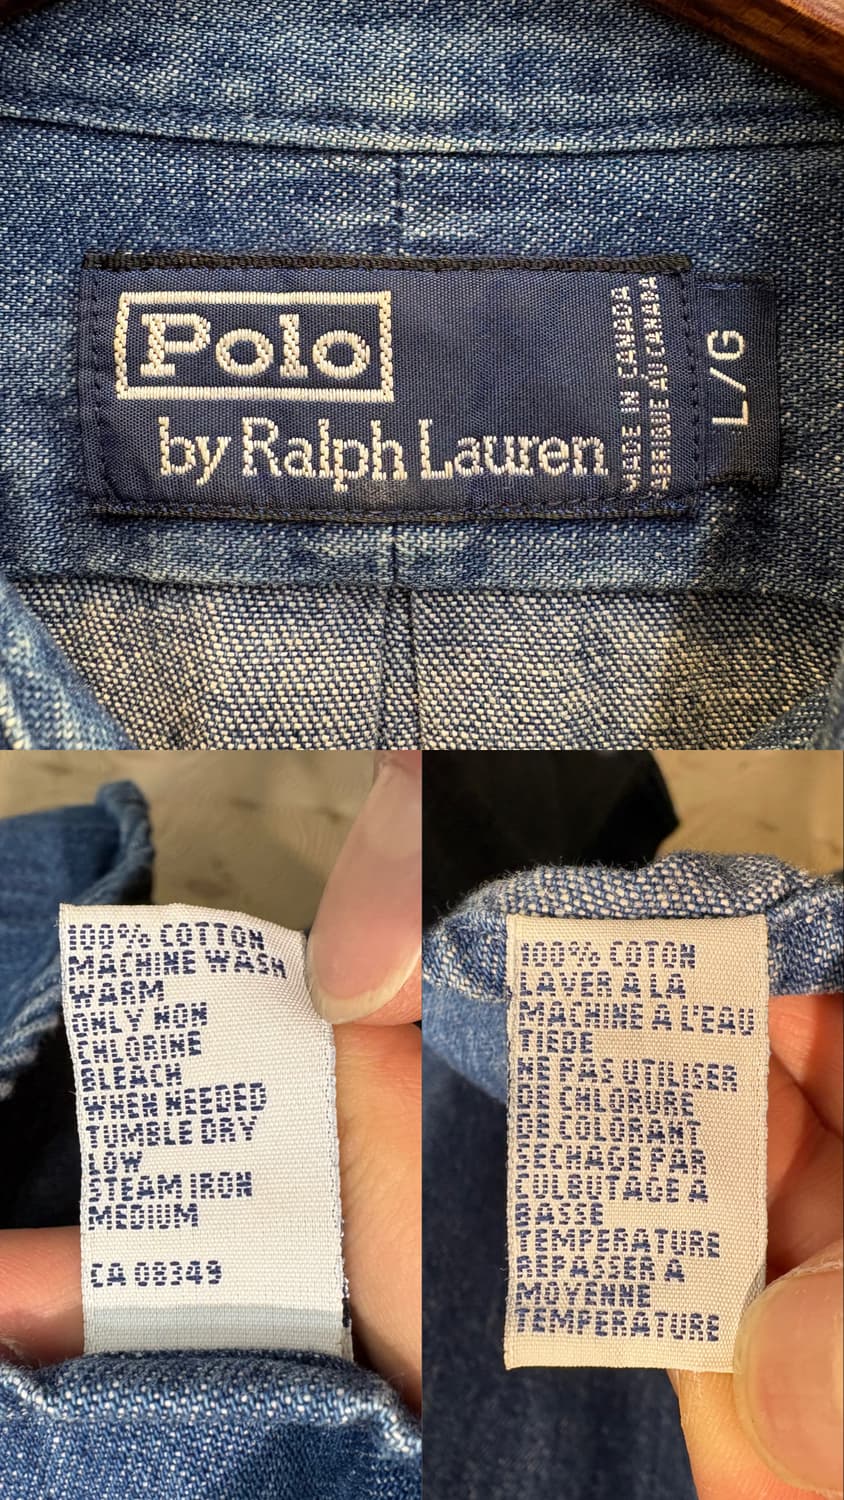 Polo
by Ralph Lauren
MADE IN CANADA
FABRIQUE AU CANADA
L/G
100% COTTON
MACHINE WASH
WARM
ONLY NON
CHLORINE
BLEACH
WHEN NEEDED
TUMBLE DRY
LOW
STEAM IRON
MEDIUM
CA 08349
100% COTON
LAVER A LA
MACHINE A L'EAU
TIEDE
NE PAS UTILISER
DE CHLORURE
DE COLORANT
SECHAGE PAR
CULBUTAGE A
BASSE
TEMPERATURE
REPASSER A
MOYENNE
TEMPERATURE